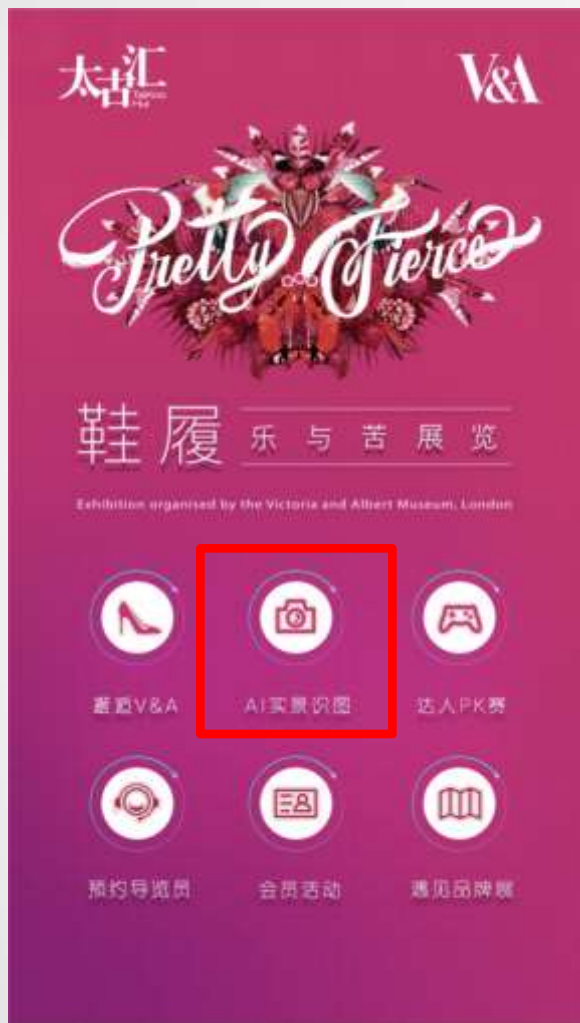 太古汇
TaiKoo
Hui
V&A
Pretty Fierce
鞋履 乐与苦展览
Exhibition organised by the Victoria and Albert Museum, London
邂逅V&A
AI实景识图
达人PK赛
预约导览员
会员活动
遇见品牌展